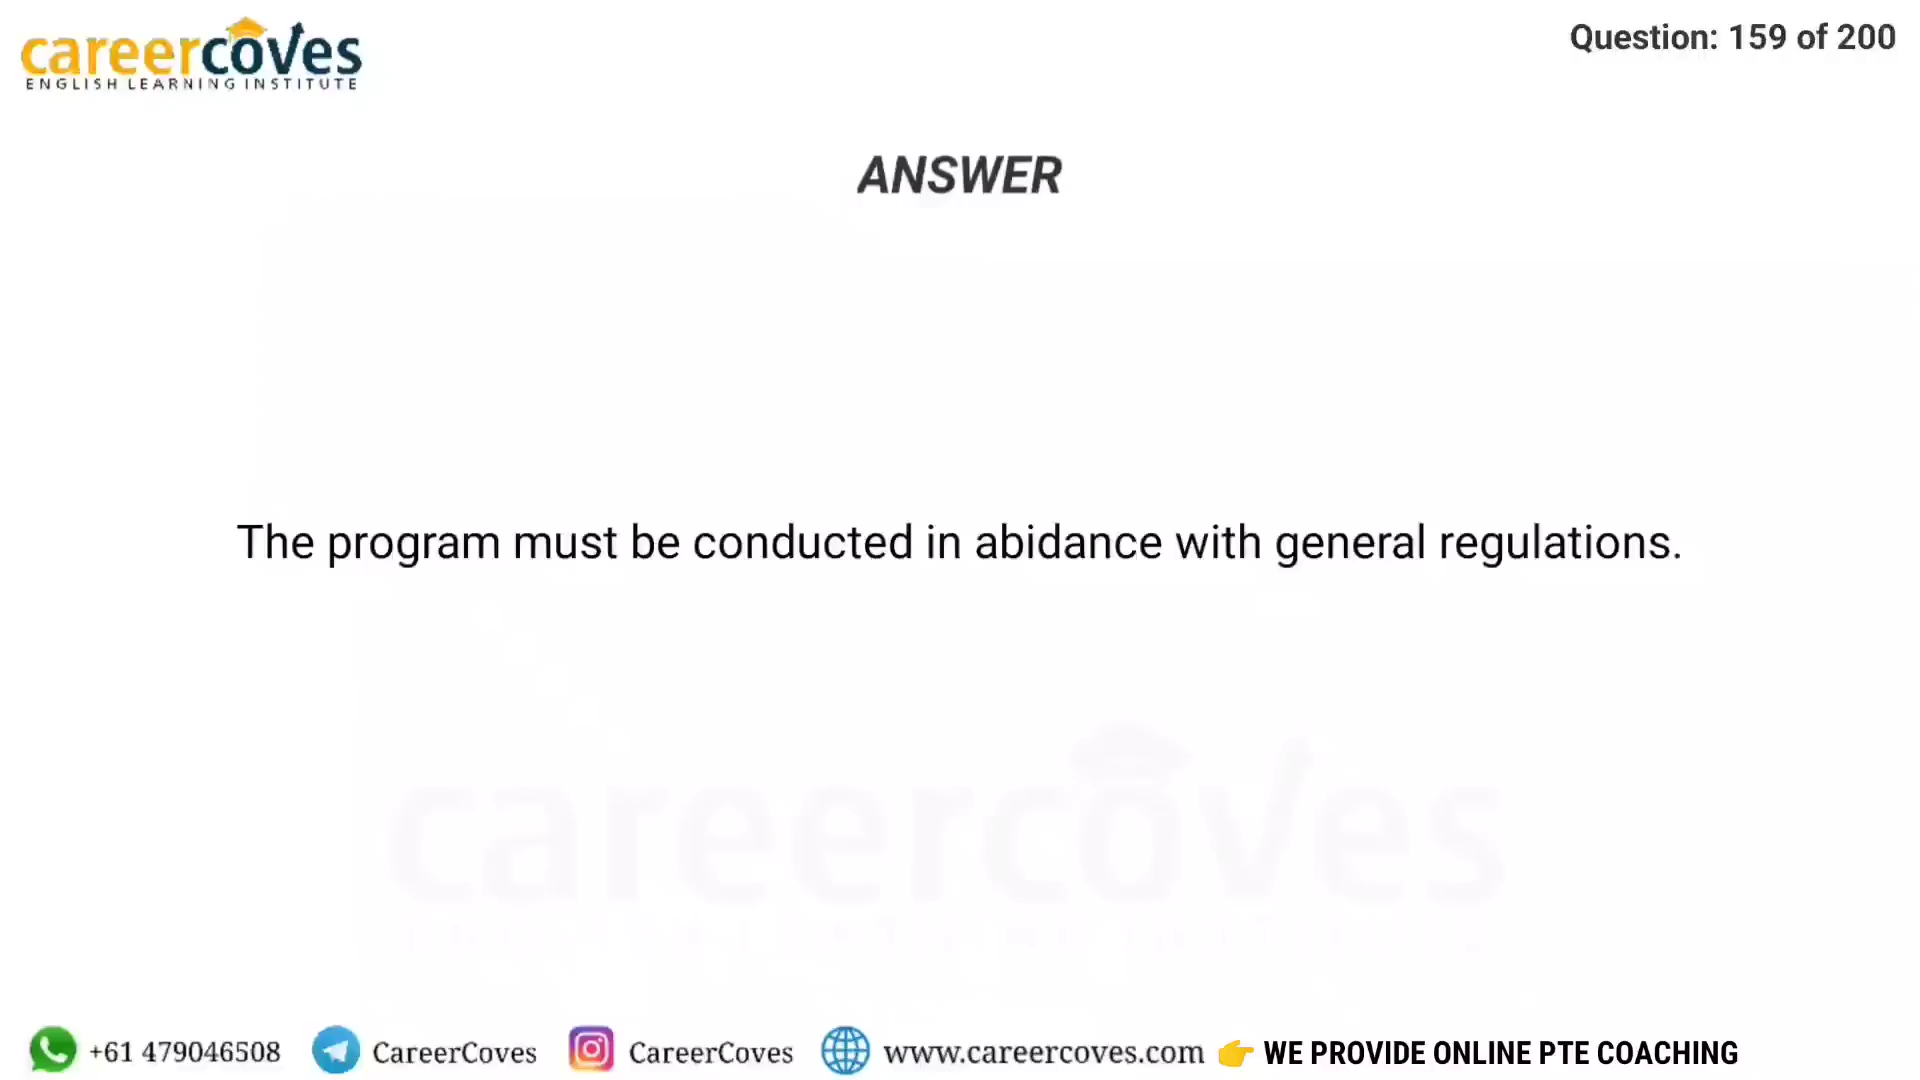 careercoves
ENGLISH LEARNING INSTITUTE
Question: 159 of 200
ANSWER
The program must be conducted in abidance with general regulations.
careercoves
+61 479046508 CareerCoves CareerCoves www.careercoves.com 👉 WE PROVIDE ONLINE PTE COACHING